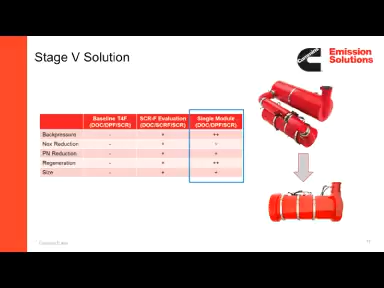 Stage V Solution
Cummins
Emission
Solutions
Baseline T4F (DOC/DPF/SCR) SCR-F Evaluation (DOC/SCRF/SCR) Single Module (DOC/DPF/SCR)
Backpressure - + ++
Nox Reduction - + +
PN Reduction - + +
Regeneration - + ++
Size - + +